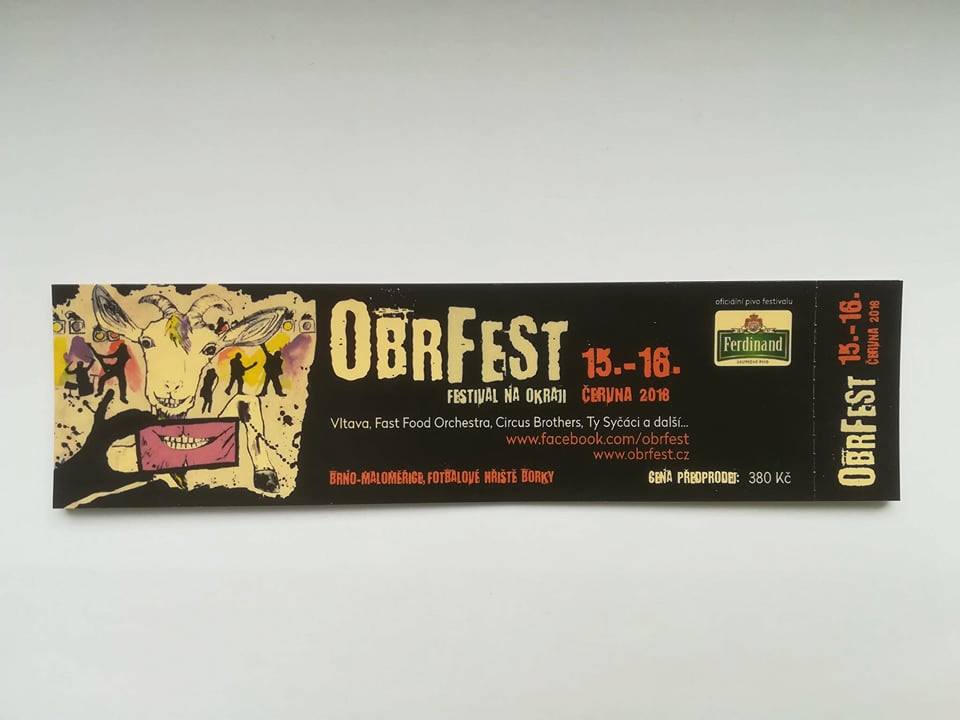 ObrFest
15.-16.
Festival na okraji
června 2018
Vltava, Fast Food Orchestra, Circus Brothers, Ty Syčáci a další...
www.facebook.com/obrfest
www.obrfest.cz
Brno-Maloměřice, fotbalové hřiště Borky
Cena předprodej: 380 Kč
oficiální pivo festivalu
Ferdinand
ObrFest
15.-16.
června 2018